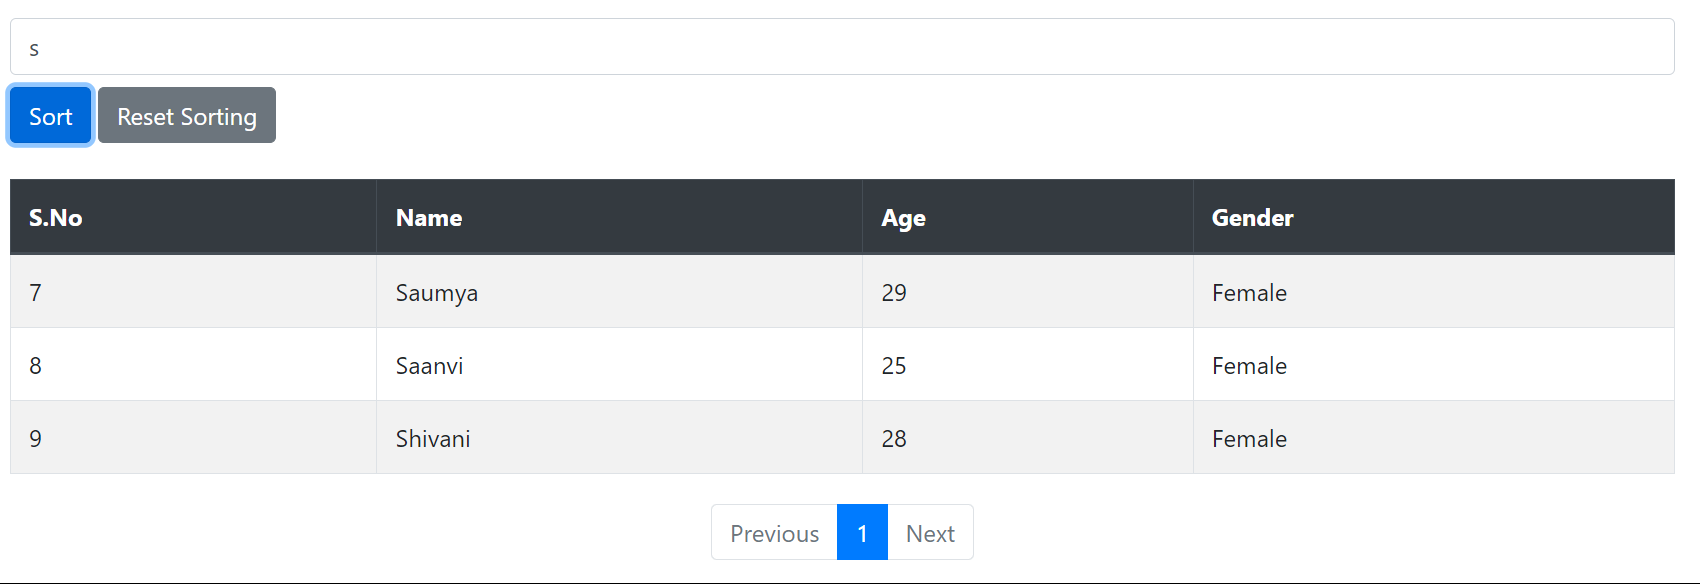 s
Sort Reset Sorting
S.No Name Age Gender
7 Saumya 29 Female
8 Saanvi 25 Female
9 Shivani 28 Female
Previous 1 Next